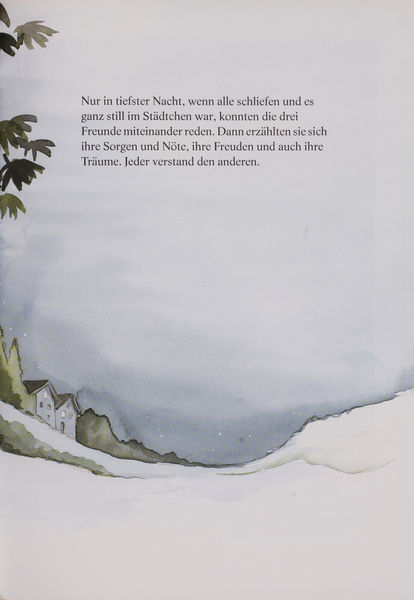 Nur in tiefster Nacht, wenn alle schliefen und es
ganz still im Städtchen war, konnten die drei
Freunde miteinander reden. Dann erzählten sie sich
ihre Sorgen und Nöte, ihre Freuden und auch ihre
Träume. Jeder verstand den anderen.